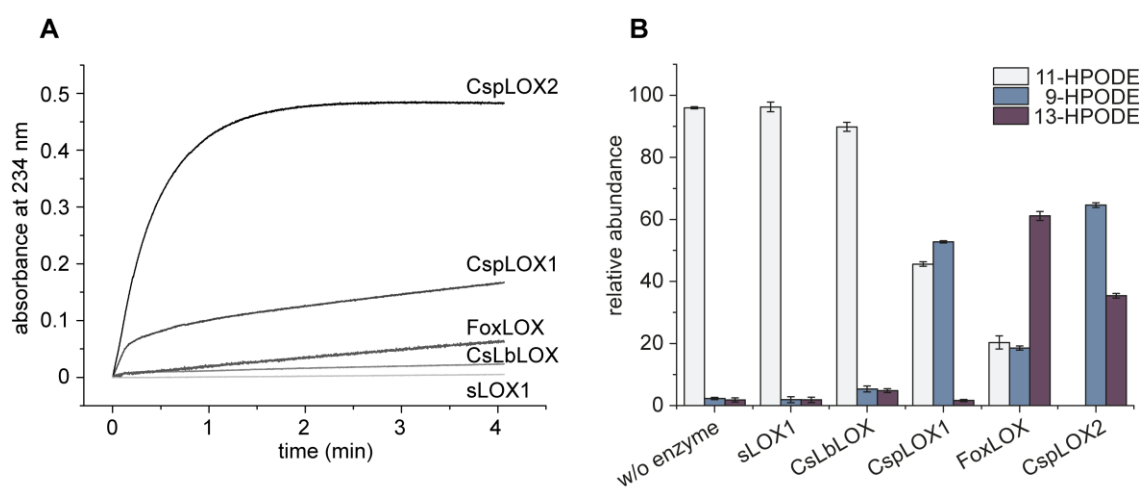 A
absorbance at 234 nm
0.5
0.4
0.3
0.2
0.1
0
CspLOX2
CspLOX1
FoxLOX
CsLbLOX
sLOX1
0 1 2 3 4
time (min)
B
11-HPODE
9-HPODE
13-HPODE
relative abundance
100
80
60
40
20
0
w/o enzyme
sLOX1
CsLbLOX
CspLOX1
FoxLOX
CspLOX2